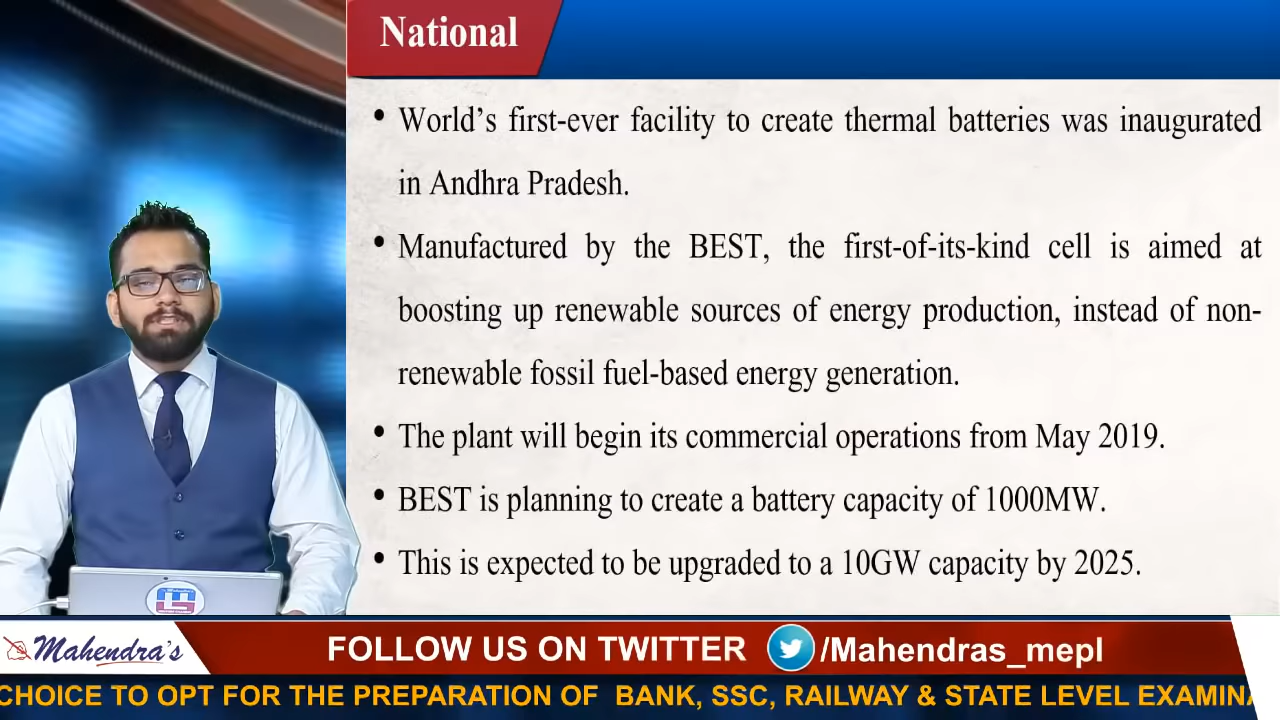 National
• World’s first-ever facility to create thermal batteries was inaugurated
in Andhra Pradesh.
• Manufactured by the BEST, the first-of-its-kind cell is aimed at
boosting up renewable sources of energy production, instead of non-
renewable fossil fuel-based energy generation.
• The plant will begin its commercial operations from May 2019.
• BEST is planning to create a battery capacity of 1000MW.
• This is expected to be upgraded to a 10GW capacity by 2025.
Mahendra's
FOLLOW US ON TWITTER /Mahendras_mepl
CHOICE TO OPT FOR THE PREPARATION OF BANK, SSC, RAILWAY & STATE LEVEL